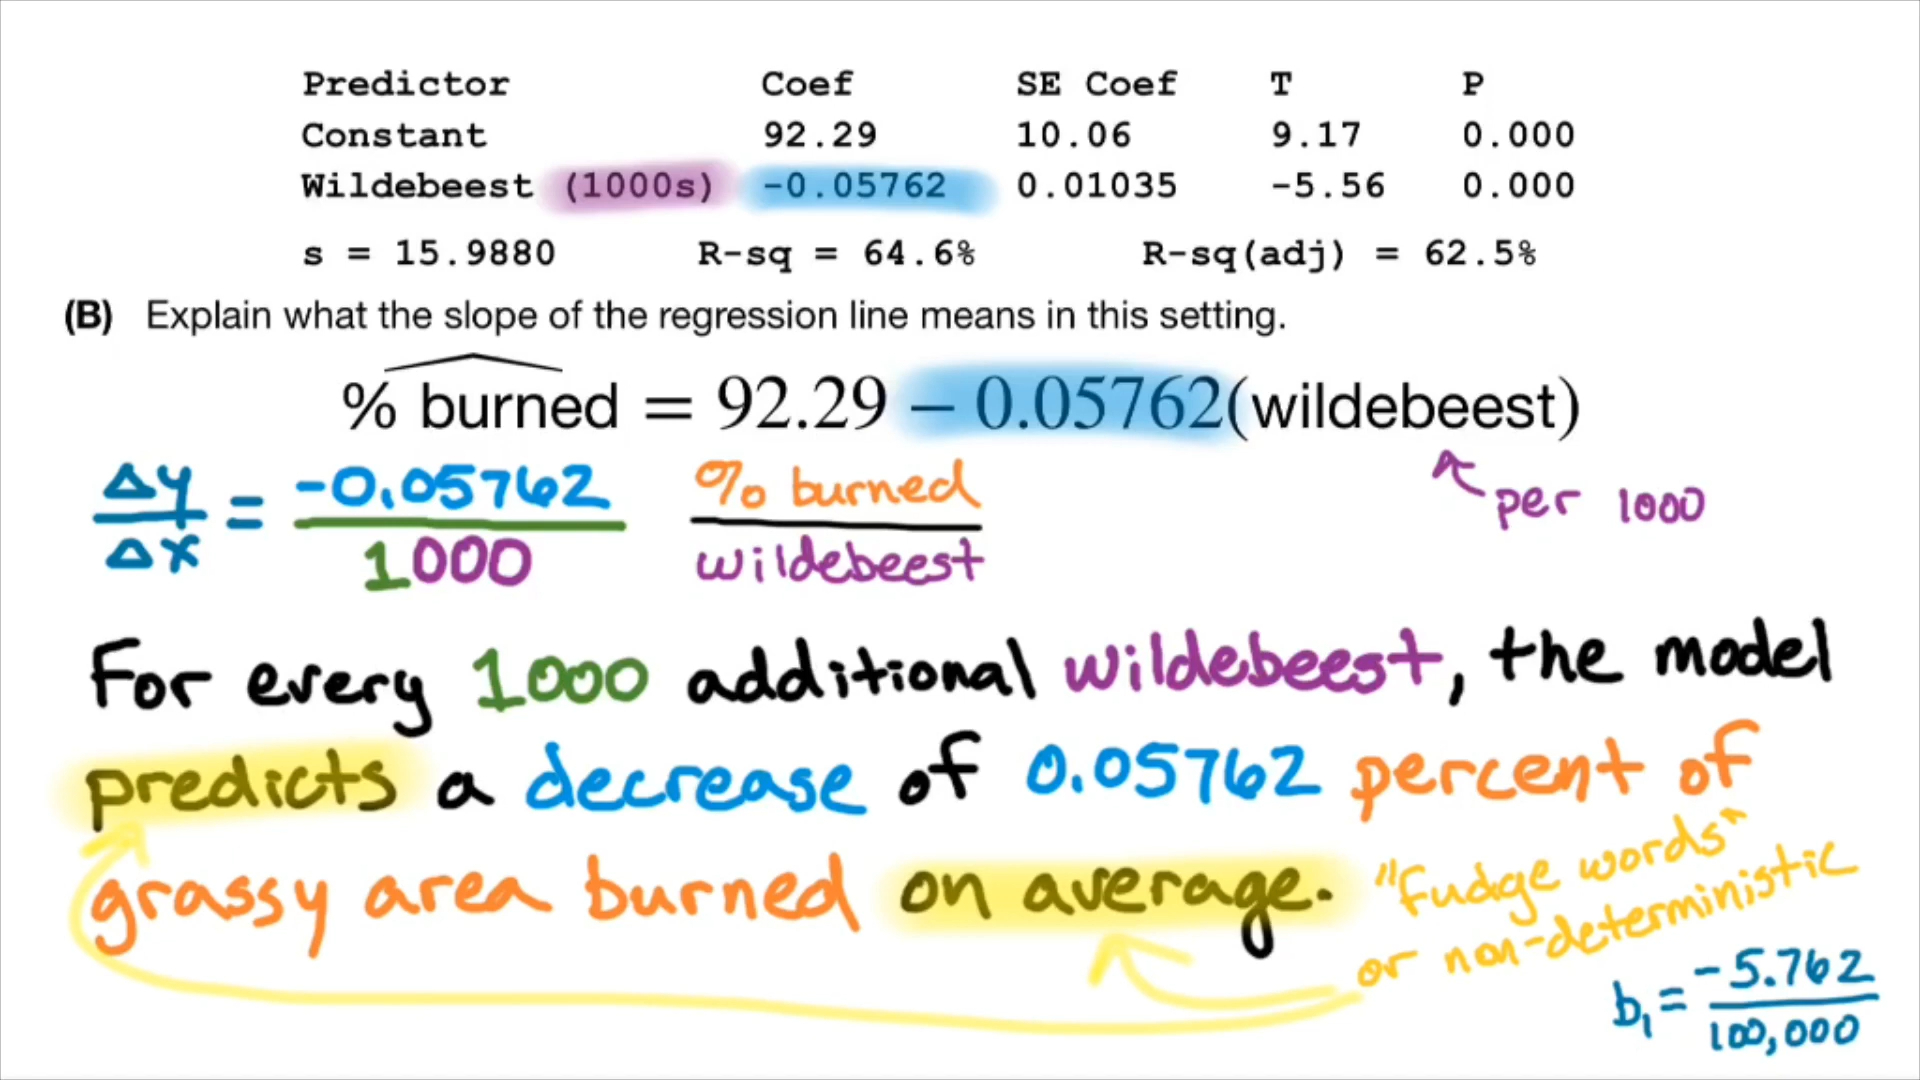 Predictor Coef SE Coef T P
Constant 92.29 10.06 9.17 0.000
Wildebeest (1000s) -0.05762 0.01035 -5.56 0.000
s = 15.9880 R-sq = 64.6% R-sq(adj) = 62.5%
(B) Explain what the slope of the regression line means in this setting.
% burned = 92.29 − 0.05762(wildebeest)
per 1000
Δy/Δx = -0.05762/1000 % burned/wildebeest
For every 1000 additional wildebeest, the model
predicts a decrease of 0.05762 percent of
grassy area burned on average.
"fudge words"
or non-deterministic
b₁ = -5.762/100,000